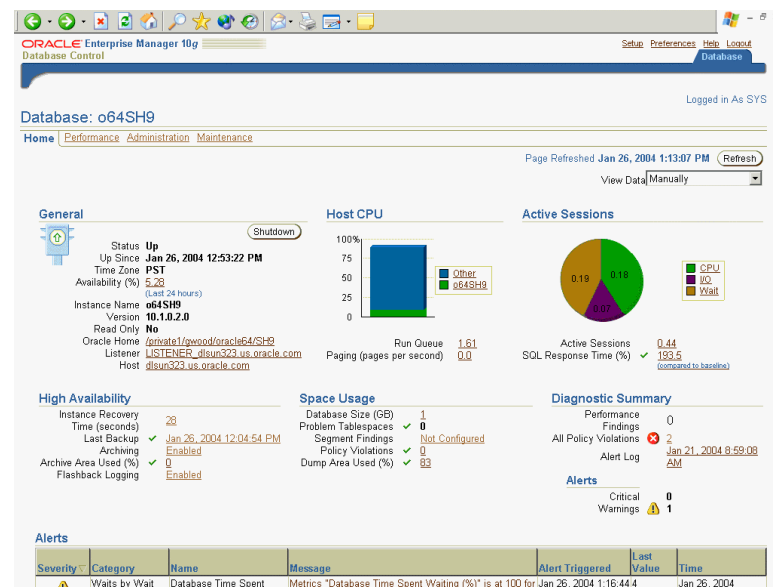 ORACLE Enterprise Manager 10g
Database Control
Setup Preferences Help Logout
Database
Logged in As SYS
Database: o64SH9
Home Performance Administration Maintenance
Page Refreshed Jan 26, 2004 1:13:07 PM Refresh
View Data Manually
General
Shutdown
Status Up
Up Since Jan 26, 2004 12:53:22 PM
Time Zone PST
Availability (%) 5.28
(Last 24 hours)
Instance Name o64SH9
Version 10.1.0.2.0
Read Only No
Oracle Home /private1/gwood/oracle64/SH9
Listener LISTENER_dlsun323.us.oracle.com
Host dlsun323.us.oracle.com
Host CPU
100%
75
50
25
0
Other
o64SH9
Run Queue 1.61
Paging (pages per second) 0.0
Active Sessions
0.19
0.18
0.07
CPU
I/O
Wait
Active Sessions 0.44
SQL Response Time (%) 193.5
(compared to baseline)
High Availability
Instance Recovery Time (seconds) 28
Last Backup Jan 26, 2004 12:04:54 PM
Archiving Enabled
Archive Area Used (%) 0
Flashback Logging Enabled
Space Usage
Database Size (GB) 1
Problem Tablespaces 0
Segment Findings Not Configured
Policy Violations 0
Dump Area Used (%) 83
Diagnostic Summary
Performance Findings 0
All Policy Violations 2
Alert Log Jan 21, 2004 8:59:08 AM
Alerts
Critical 0
Warnings 1
Alerts
Severity Category Name Message Alert Triggered Last Value Time
Waits by Wait Database Time Spent Metrics "Database Time Spent Waiting (%)" is at 100 for Jan 26, 2004 1:16:44 4 Jan 26, 2004